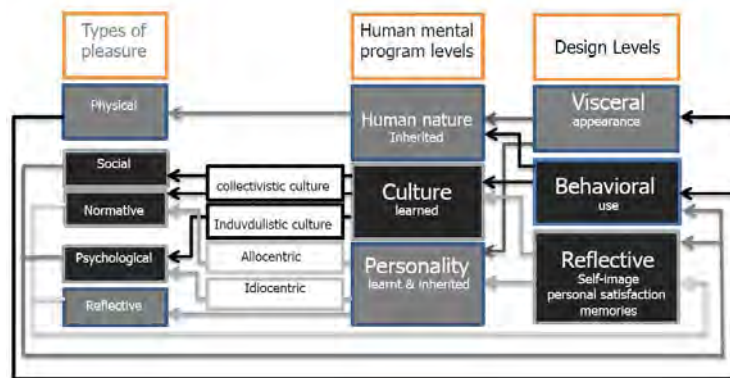 Types of
pleasure
Human mental
program levels
Design Levels
Physical
Human nature
Inherited
Visceral
appearance
Social
collectivistic culture
Culture
learned
Behavioral
use
Normative
Induvdulistic culture
Psychological
Allocentric
Personality
learnt & inherited
Reflective
Self-image
personal satisfaction
memories
Idiocentric
Reflective